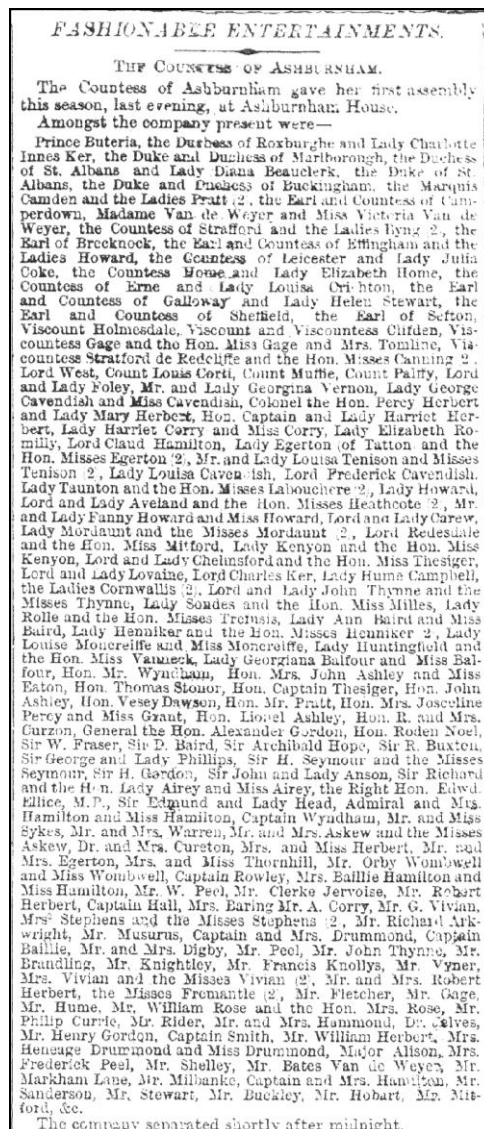 FASHIONABLE ENTERTAINMENTS.
THE COUNTESS OF ASHBURNHAM.
The Countess of Ashburnham gave her first assembly
this season, last evening, at Ashburnham House.
Amongst the company present were—
Prince Buteria, the Duchess of Roxburghe and Lady Charlotte
Innes Ker, the Duke and Duchess of Marlborough, the Duchess
of St. Albans and Lady Diana Beauclerk, the Duke of St.
Albans, the Duke and Duchess of Buckingham, the Marquis
Camden and the Ladies Pratt (2), the Earl and Countess of Cam-
perdown, Madame Van de Weyer and Miss Victoria Van de
Weyer, the Countess of Strafford and the Ladies Byng (2), the
Earl of Brecknock, the Earl and Countess of Effingham and the
Ladies Howard, the Countess of Leicester and Lady Julia
Coke, the Countess Home and Lady Elizabeth Home, the
Countess of Erne and Lady Louisa Crichton, the Earl
and Countess of Galloway and Lady Helen Stewart, the
Earl and Countess of Sheffield, the Earl of Sefton,
Viscount Holmesdale, Viscount and Viscountess Clifden, Vis-
countess Gage and the Hon. Miss Gage and Mrs. Tomline, Vis-
countess Stratford de Redcliffe and the Hon. Misses Canning (2),
Lord West, Count Louis Corti, Count Muffie, Count Palffy, Lord
and Lady Foley, Mr. and Lady Georgina Vernon, Lady George
Cavendish and Miss Cavendish, Colonel the Hon. Percy Herbert
and Lady Mary Herbert, Hon. Captain and Lady Harriet Her-
bert, Lady Harriet Corry and Miss Corry, Lady Elizabeth Ro-
milly, Lord Claud Hamilton, Lady Egerton (of Tatton and the
Hon. Misses Egerton (2), Mr. and Lady Louisa Tenison and Misses
Tenison (2), Lady Louisa Cavendish, Lord Frederick Cavendish.
Lady Taunton and the Hon. Misses Labouchere (2), Lady Howard,
Lord and Lady Aveland and the Hon. Misses Heathcote (2), Mr.
and Lady Fanny Howard and Miss Howard, Lord and Lady Carew,
Lady Mordaunt and the Misses Mordaunt (2), Lord Redesdale
and the Hon. Miss Mitford, Lady Kenyon and the Hon. Miss
Kenyon, Lord and Lady Chelmsford and the Hon. Miss Thesiger,
Lord and Lady Lovaine, Lord Charles Ker, Lady Hume Campbell,
the Ladies Cornwallis (2), Lord and Lady John Thynne and the
Misses Thynne, Lady Sondes and the Hon. Miss Milles, Lady
Rolle and the Hon. Misses Trefusis, Lady Ann Baird and Miss
Baird, Lady Henniker and the Hon. Misses Henniker (2), Lady
Louise Moncreiffe and Miss Moncreiffe, Lady Huntingfield and
the Hon. Miss Vanneck, Lady Georgiana Balfour and Miss Bal-
four, Hon. Mr. Wyndham, Hon. Mrs. John Ashley and Miss
Eaton, Hon. Thomas Stonor, Hon. Captain Thesiger, Hon. John
Ashley, Hon. Vesey Dawson, Hon. Mr. Pratt, Hon. Mrs. Josceline
Percy and Miss Grant, Hon. Lionel Ashley, Hon. R. and Mrs.
Curzon, General the Hon. Alexander Gordon, Hon. Roden Noel,
Sir W. Fraser, Sir D. Baird, Sir Archibald Hope, Sir R. Buxton,
Sir George and Lady Phillips, Sir H. Seymour and the Misses
Seymour, Sir H. Gordon, Sir John and Lady Anson, Sir Richard
and the Hon. Lady Airey and Miss Airey, the Right Hon. Edwd.
Ellice, M.P., Sir Edmund and Lady Head, Admiral and Mrs.
Hamilton and Miss Hamilton, Captain Wyndham, Mr. and Miss
Sykes, Mr. and Mrs. Warren, Mr. and Mrs. Askew and the Misses
Askew, Dr. and Mrs. Cureton, Mrs. and Miss Herbert, Mr. and
Mrs. Egerton, Mrs. and Miss Thornhill, Mr. Orby Wombwell
and Miss Wombwell, Captain Rowley, Mrs. Baillie Hamilton and
Miss Hamilton, Mr. W. Peel, Mr. Clerke Jervoise, Mr. Robert
Herbert, Captain Hall, Mrs. Baring Mr. A. Corry, Mr. G. Vivian,
Mrs Stephens and the Misses Stephens (2), Mr. Richard Ark-
wright, Mr. Musurus, Captain and Mrs. Drummond, Captain
Baillie, Mr. and Mrs. Digby, Mr. Peel, Mr. John Thynne, Mr.
Brandling, Mr. Knightley, Mr. Francis Knollys, Mr. Vyner,
Mrs. Vivian and the Misses Vivian (2), Mr. and Mrs. Robert
Herbert, the Misses Fremantle (2), Mr. Fletcher, Mr. Gage,
Mr. Hume, Mr. William Rose and the Hon. Mrs. Rose, Mr.
Philip Currie, Mr. Rider, Mr. and Mrs. Hammond, Dr. Jelves,
Mr. Henry Gordon, Captain Smith, Mr. William Herbert, Mrs.
Heneage Drummond and Miss Drummond, Major Alison, Mrs.
Frederick Peel, Mr. Shelley, Mr. Bates Van de Weyer, Mr.
Markham Lane, Mr. Milbanke, Captain and Mrs. Hamilton, Mr.
Sanderson, Mr. Stewart, Mr. Buckley, Mr. Hobart, Mr. Mit-
ford, &c.
The company separated shortly after midnight.